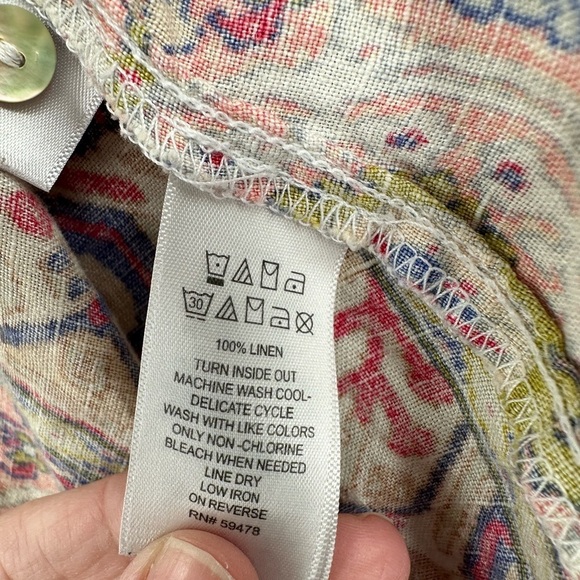 30
100% LINEN
TURN INSIDE OUT
MACHINE WASH COOL-
DELICATE CYCLE
WASH WITH LIKE COLORS
ONLY NON -CHLORINE
BLEACH WHEN NEEDED
LINE DRY
LOW IRON
ON REVERSE
RN# 59478